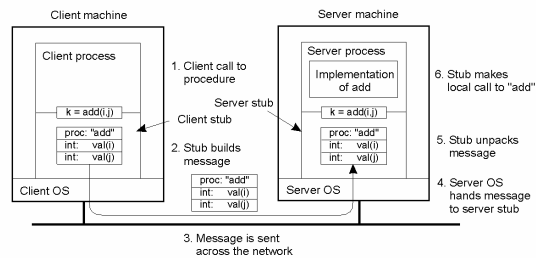 Client machine
Server machine
Client process
1. Client call to
procedure
Server process
Implementation
of add
6. Stub makes
local call to "add"
Server stub
k = add(i,j)
k = add(i,j)
Client stub
proc: "add"
int: val(i)
int: val(j)
2. Stub builds
message
proc: "add"
int: val(i)
int: val(j)
5. Stub unpacks
message
proc: "add"
int: val(i)
int: val(j)
4. Server OS
hands message
to server stub
Client OS
Server OS
3. Message is sent
across the network